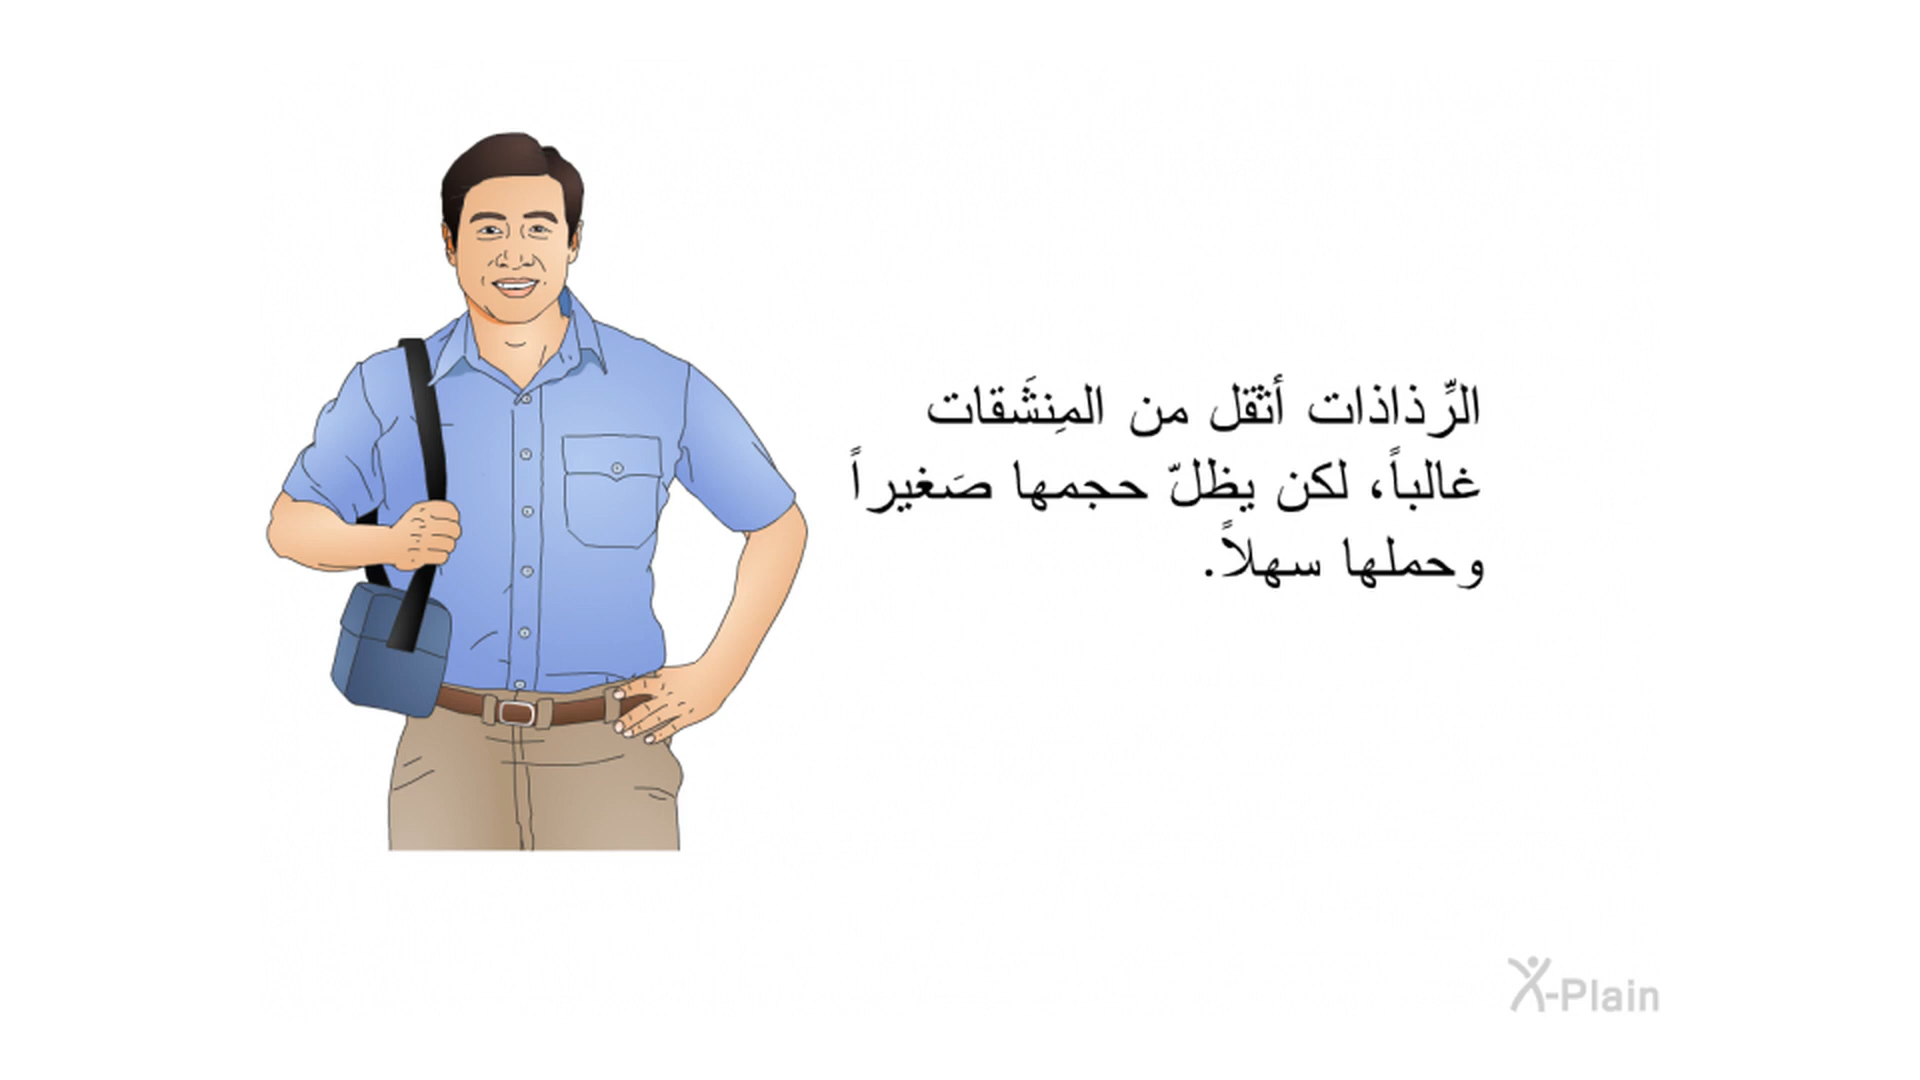 الرِّذاذات أثقل من المِنشَقات
غالباً، لكن يظلّ حجمها صَغيراً
وحملها سهلاً.
X-Plain